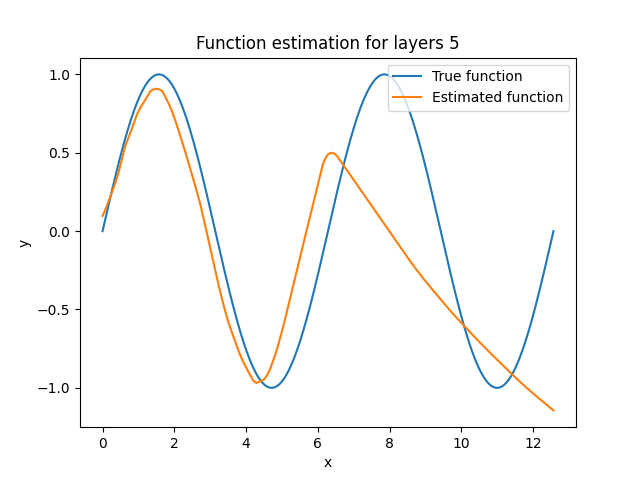 Function estimation for layers 5
True function
Estimated function
1.0
0.5
0.0
−0.5
−1.0
y
0 2 4 6 8 10 12
x